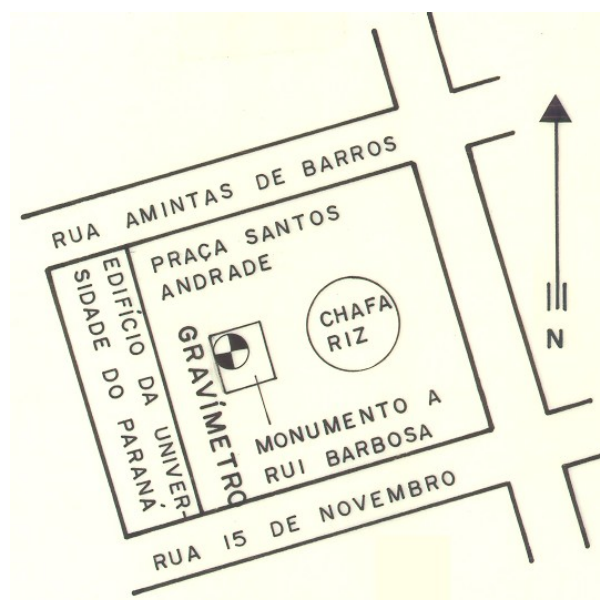 RUA AMINTAS DE BARROS
PRAÇA SANTOS
ANDRADE
EDIFÍCIO DA UNIVER-
SIDADE DO PARANÁ
GRAVÍMETRO
CHAFA
RIZ
MONUMENTO A
RUI BARBOSA
RUA 15 DE NOVEMBRO
N